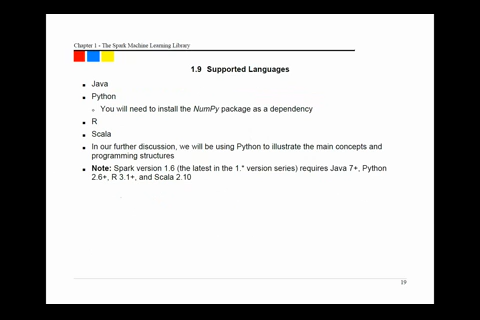 Chapter 1 - The Spark Machine Learning Library
1.9 Supported Languages
Java
Python
You will need to install the NumPy package as a dependency
R
Scala
In our further discussion, we will be using Python to illustrate the main concepts and
programming structures
Note: Spark version 1.6 (the latest in the 1.* version series) requires Java 7+, Python
2.6+, R 3.1+, and Scala 2.10
19